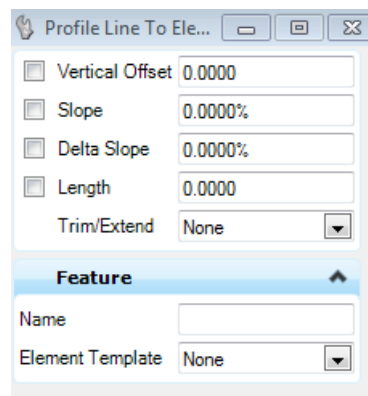 Profile Line To Ele...
Vertical Offset 0.0000
Slope 0.0000%
Delta Slope 0.0000%
Length 0.0000
Trim/Extend None
Feature
Name
Element Template None